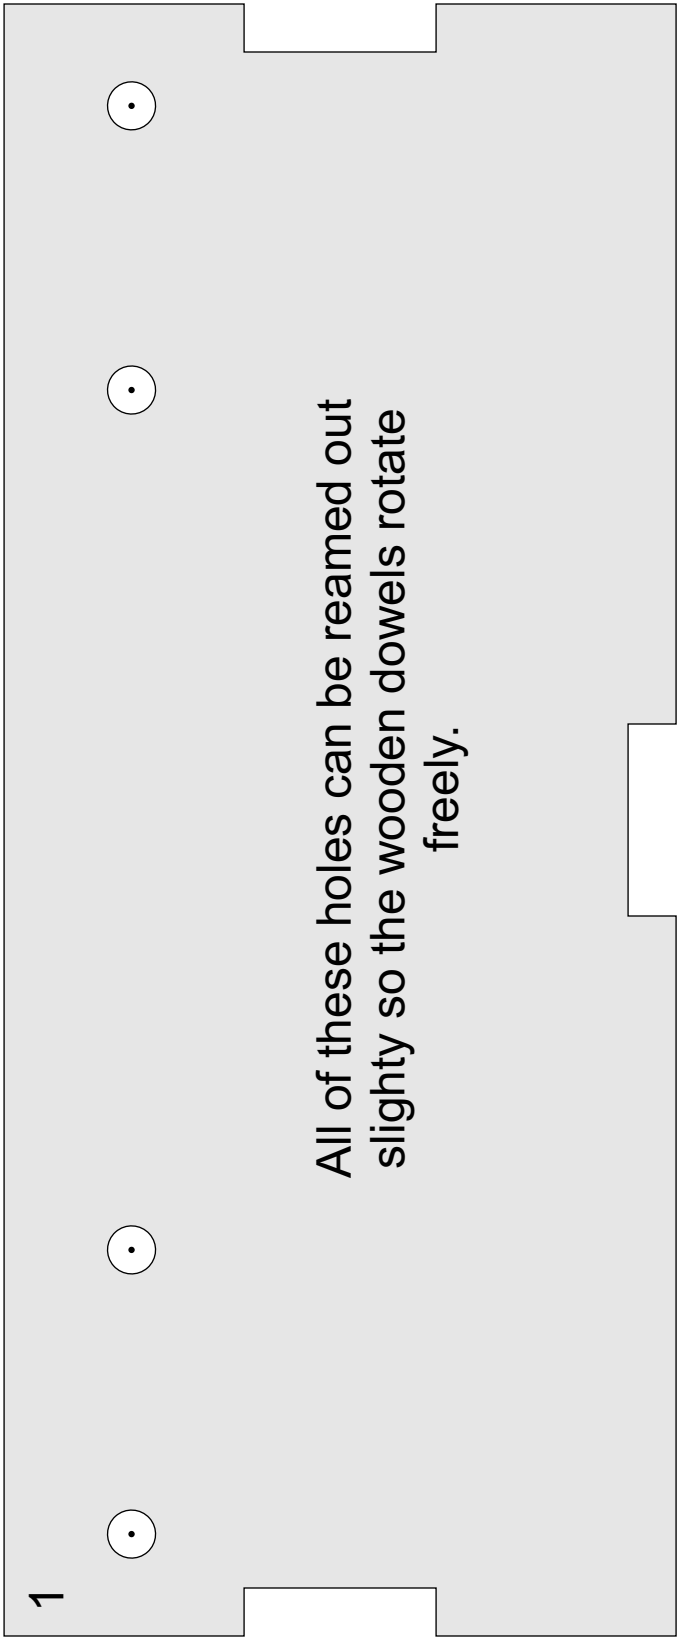 1
All of these holes can be reamed out
slighty so the wooden dowels rotate
freely.